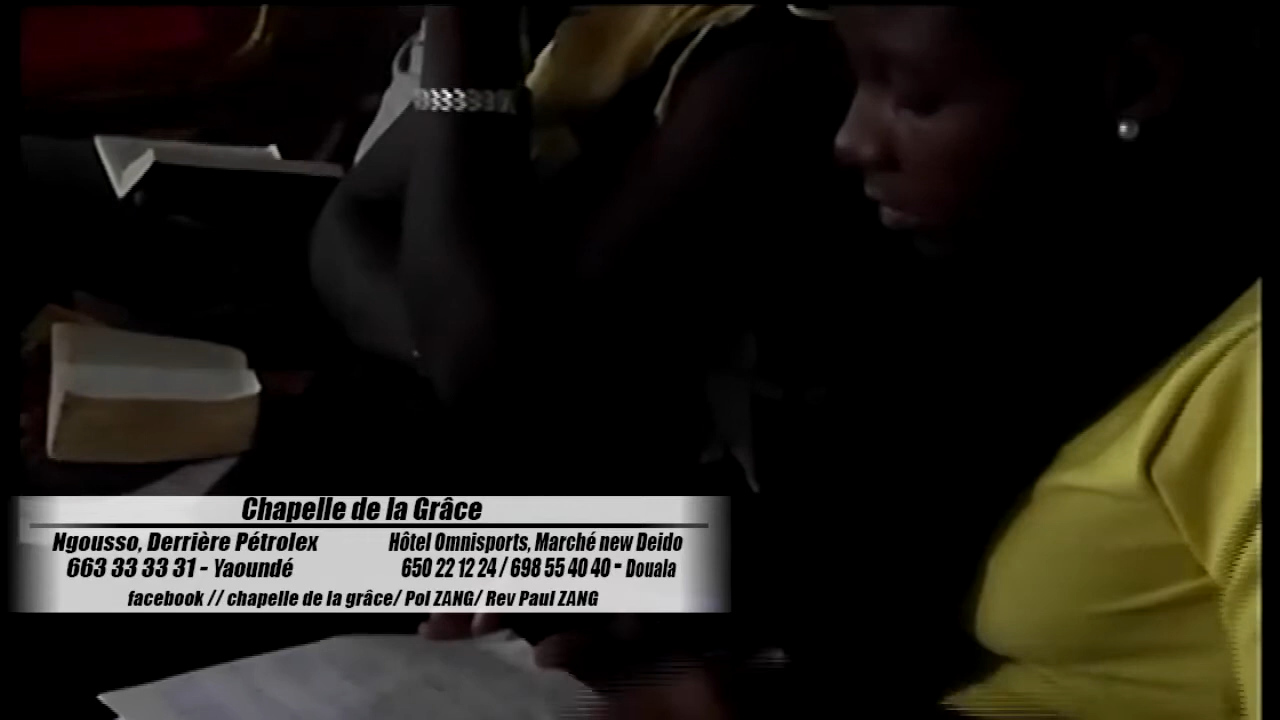 Chapelle de la Grâce
Ngousso, Derrière Pétrolex
663 33 33 31 - Yaoundé
Hôtel Omnisports, Marché new Deido
650 22 12 24 / 698 55 40 40 - Douala
facebook // chapelle de la grâce/ Pol ZANG/ Rev Paul ZANG